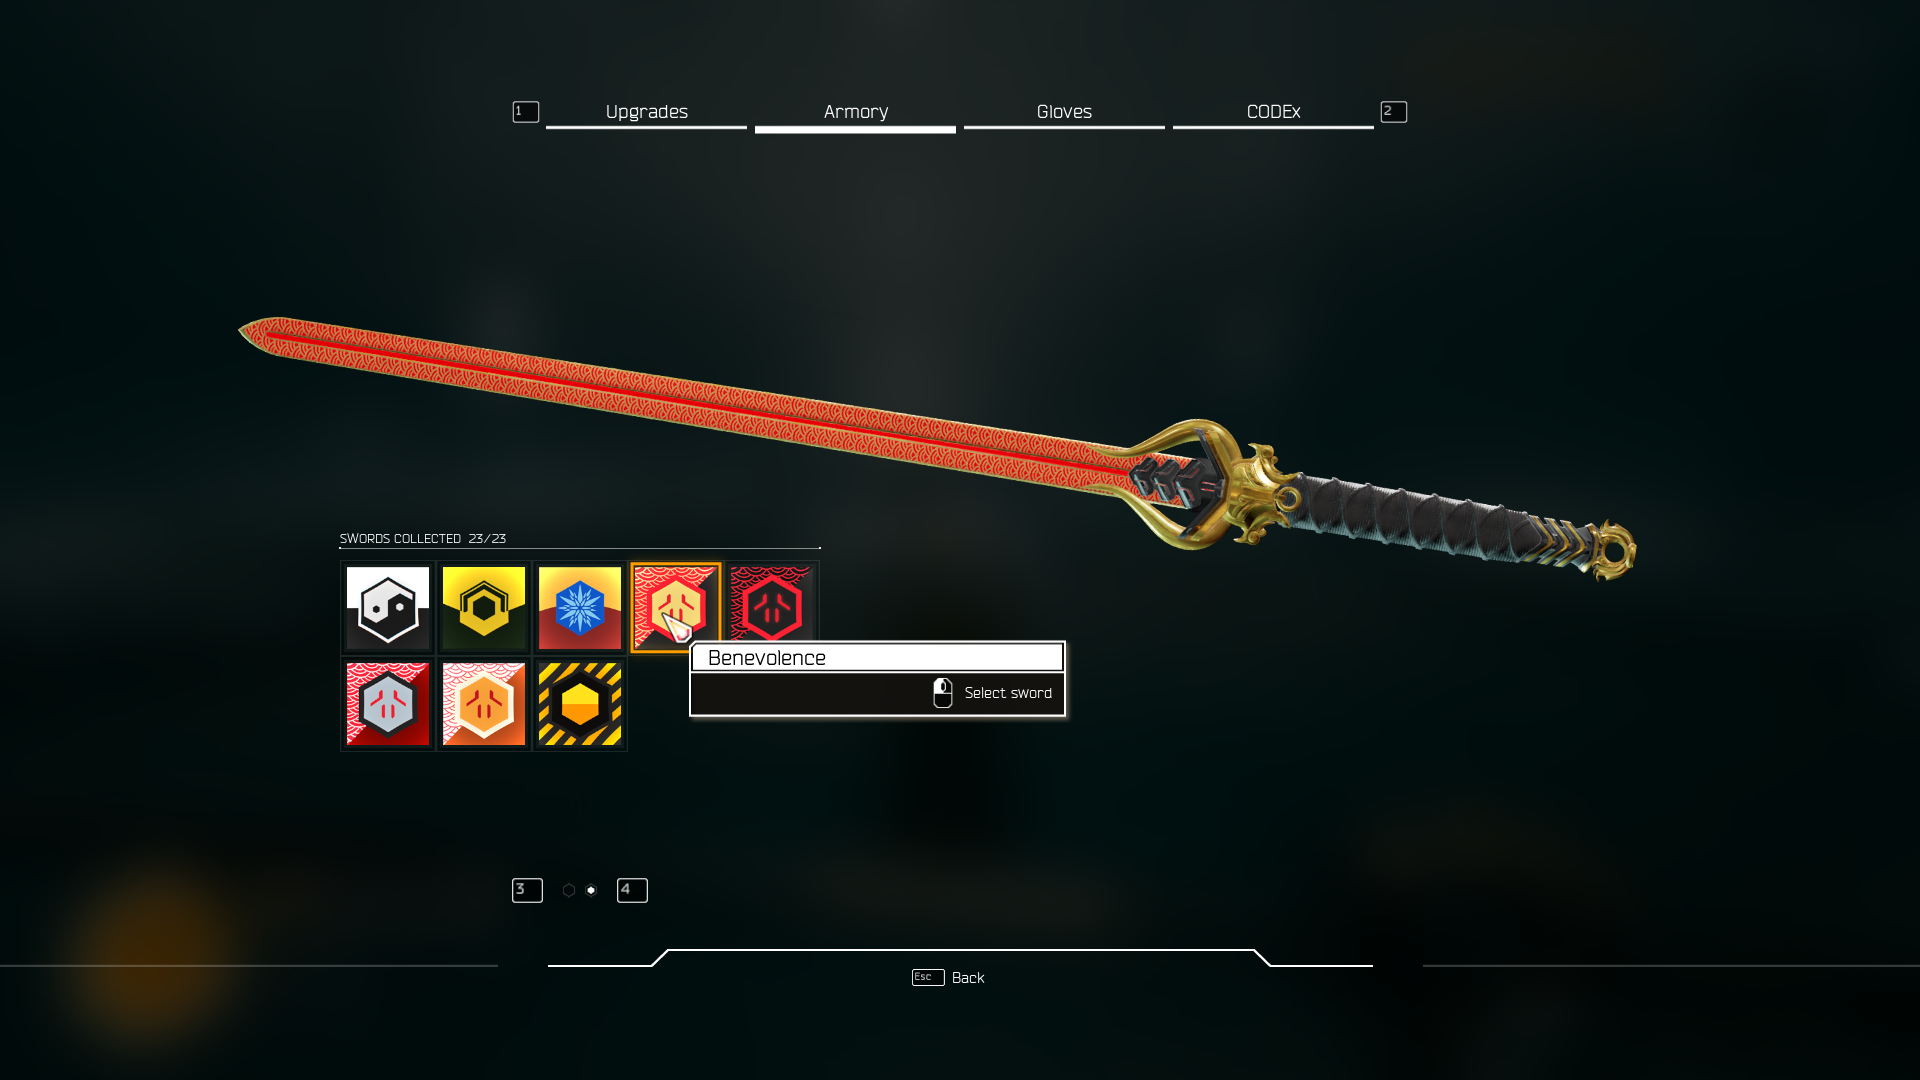 1 Upgrades Armory Gloves CODEx 2
SWORDS COLLECTED 23/23
Benevolence
Select sword
3 4
Esc Back